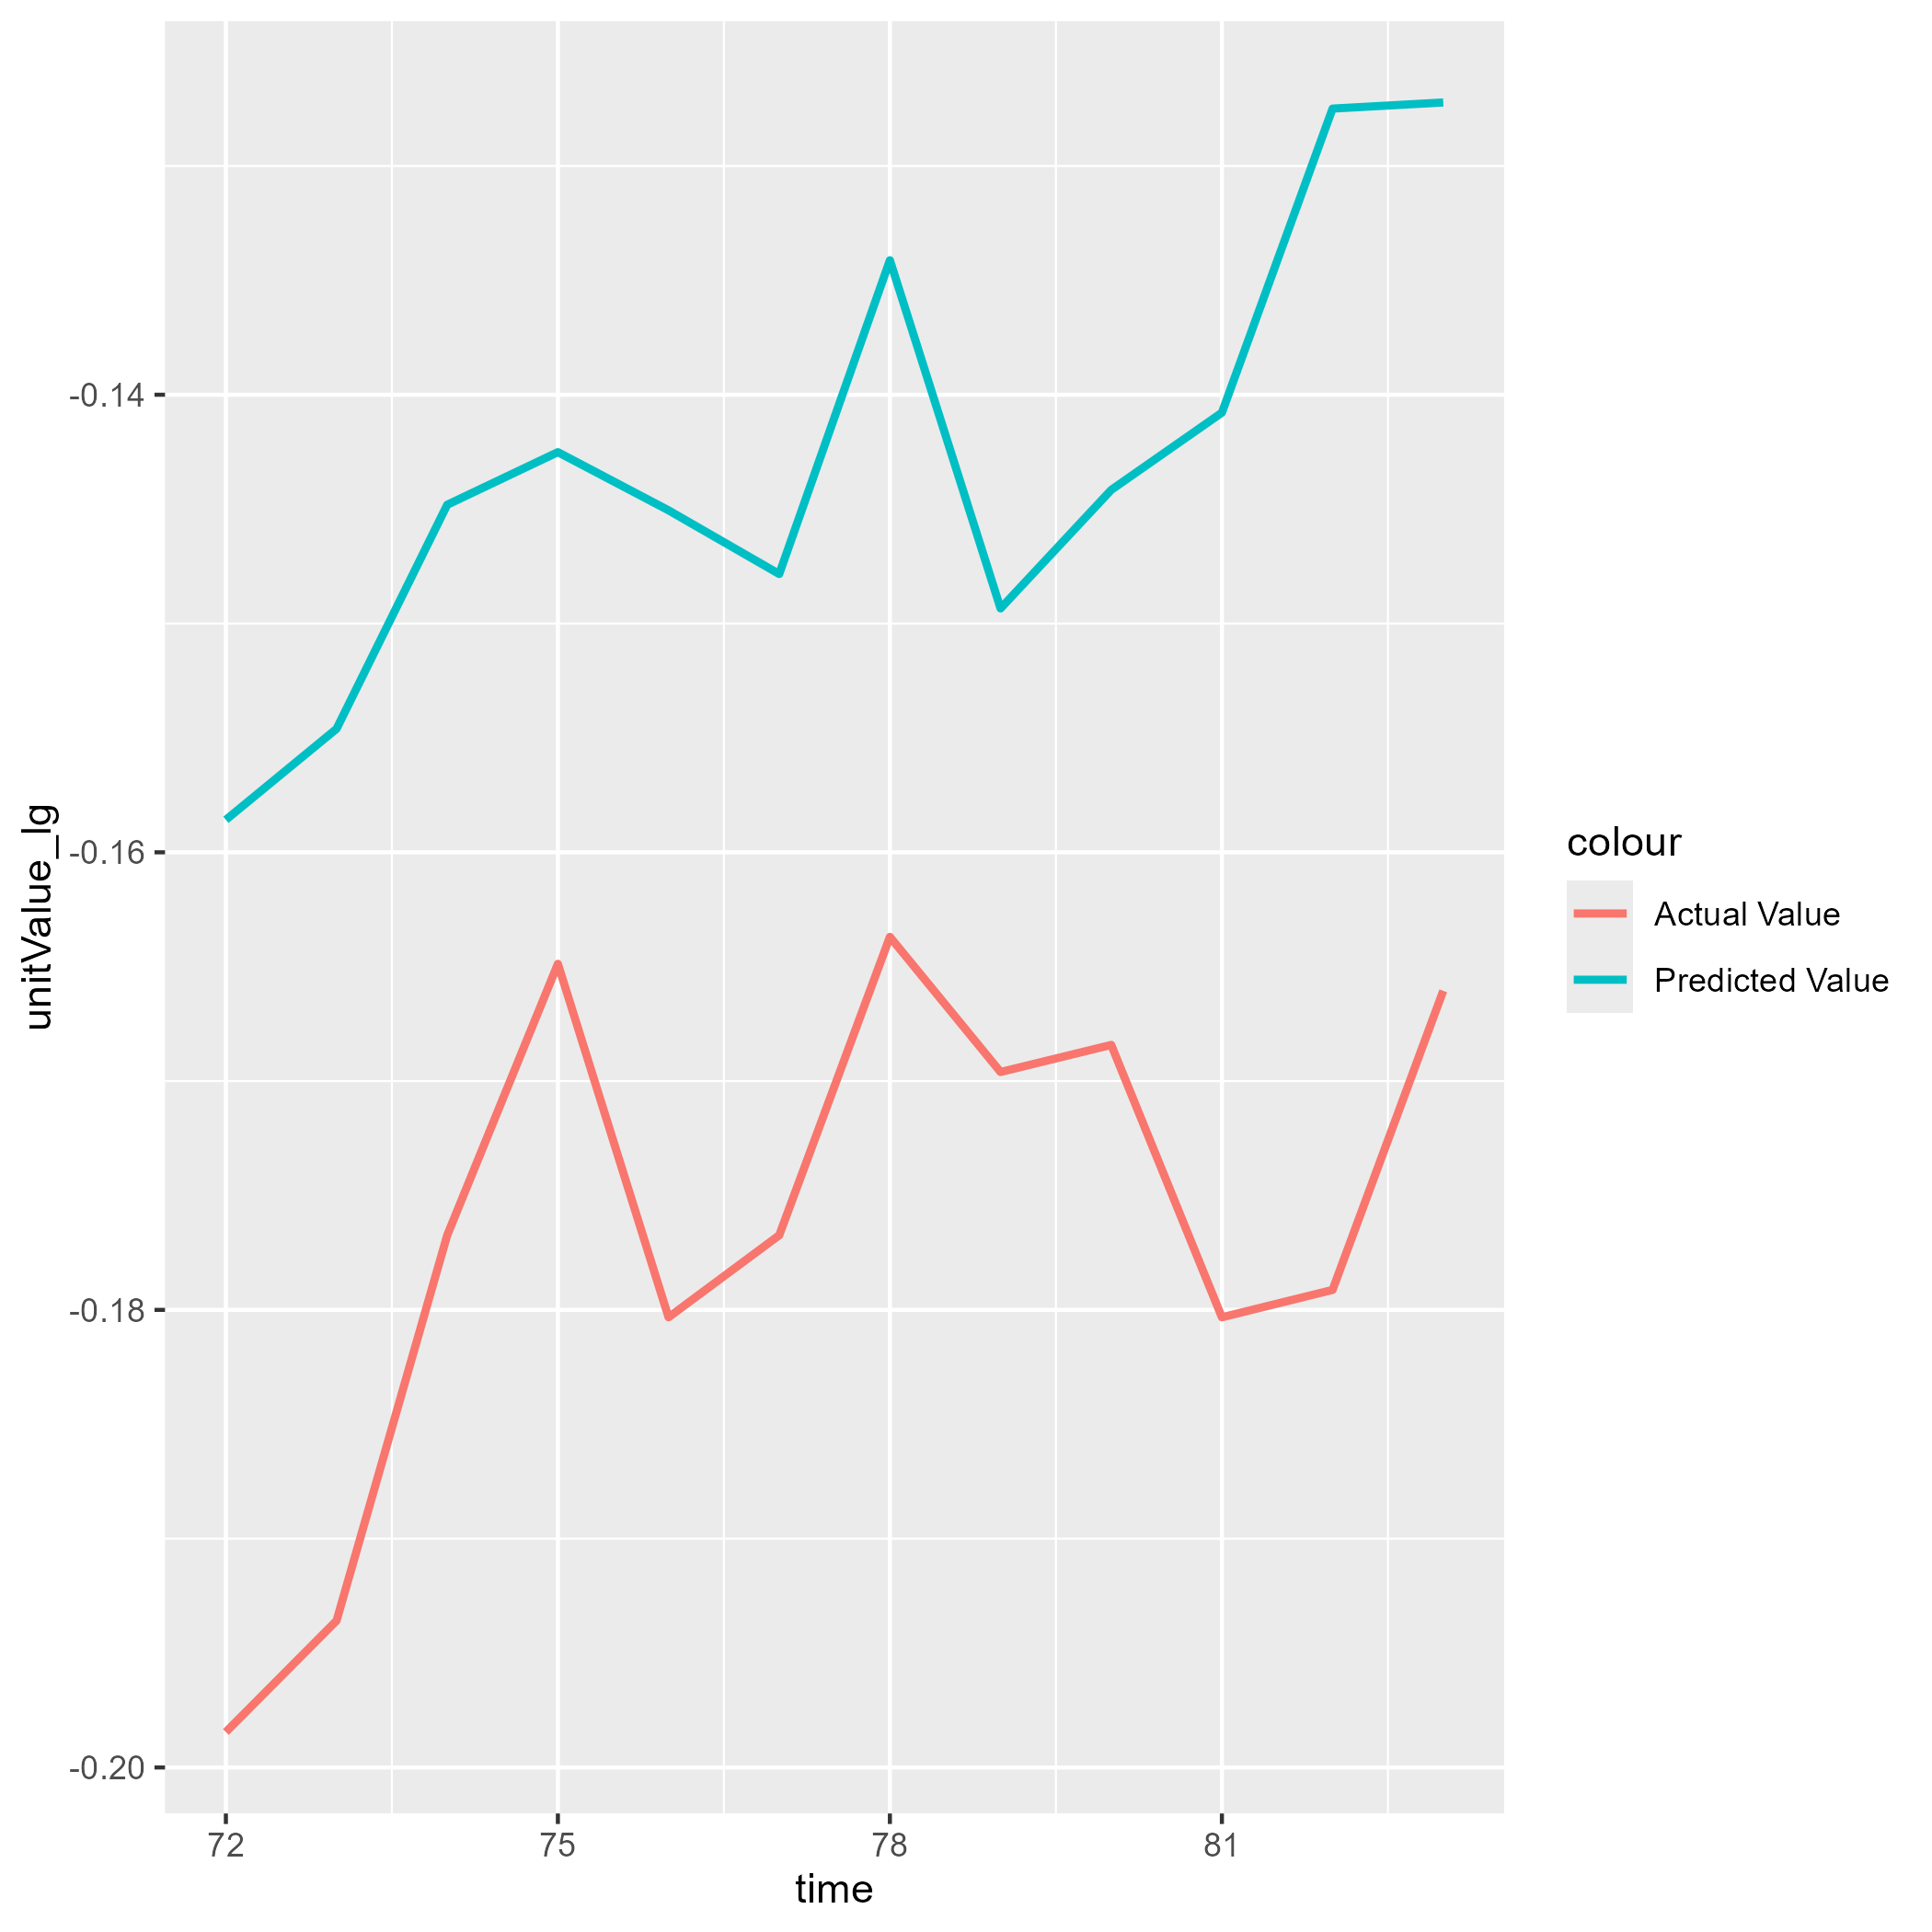 unitValue_lg
-0.14
-0.16
-0.18
-0.20
72
75
78
81
time
colour
Actual Value
Predicted Value